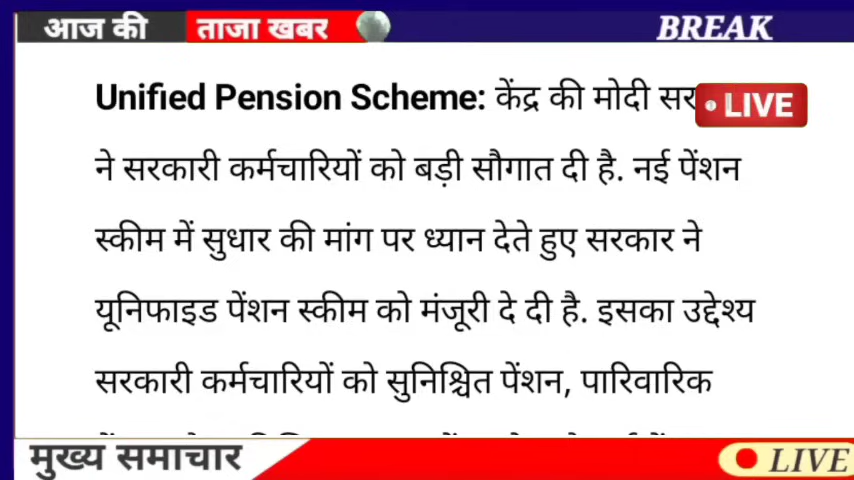 आज की ताजा खबर BREAK
Unified Pension Scheme: केंद्र की मोदी
LIVE
ने सरकारी कर्मचारियों को बड़ी सौगात दी है. नई पेंशन
स्कीम में सुधार की मांग पर ध्यान देते हुए सरकार ने
यूनिफाइड पेंशन स्कीम को मंजूरी दे दी है. इसका उद्देश्य
सरकारी कर्मचारियों को सुनिश्चित पेंशन, पारिवारिक
मुख्य समाचार LIVE